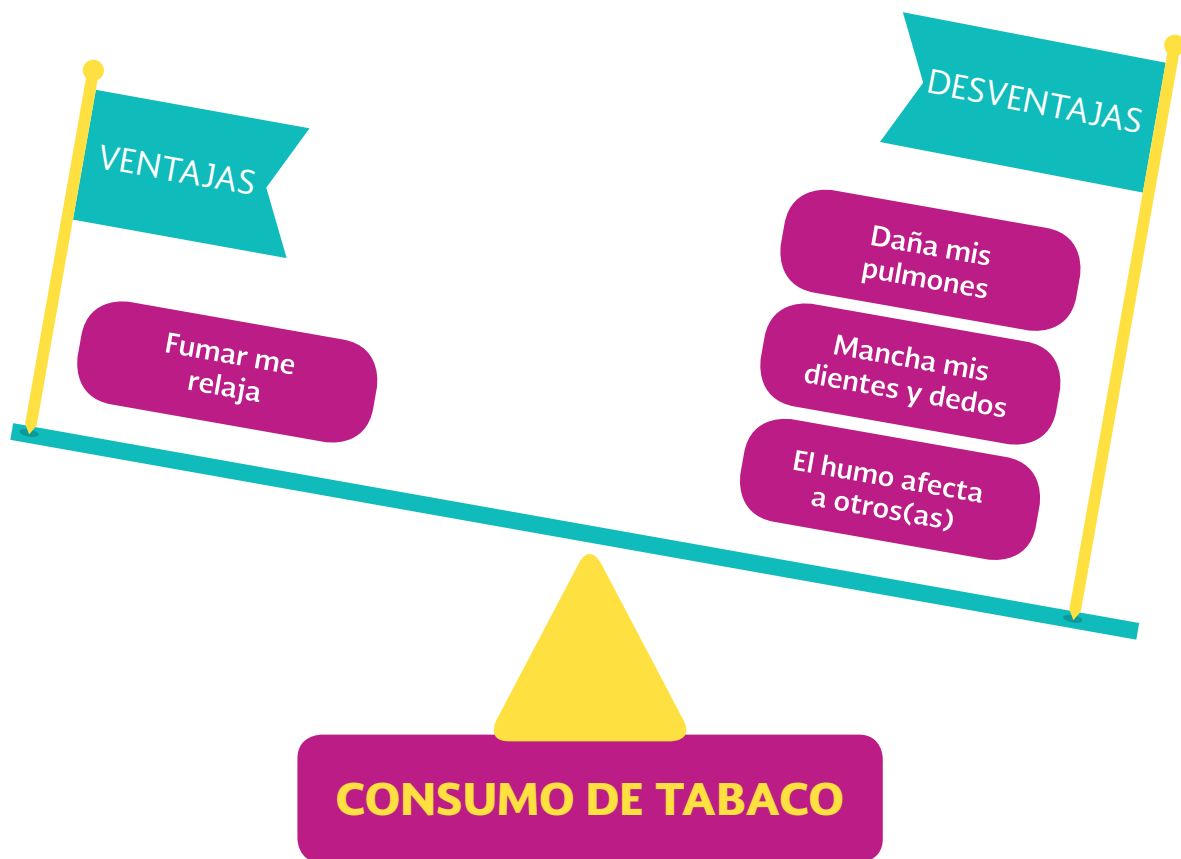 VENTAJAS
Fumar me
relaja
DESVENTAJAS
Daña mis
pulmones
Mancha mis
dientes y dedos
El humo afecta
a otros(as)
CONSUMO DE TABACO